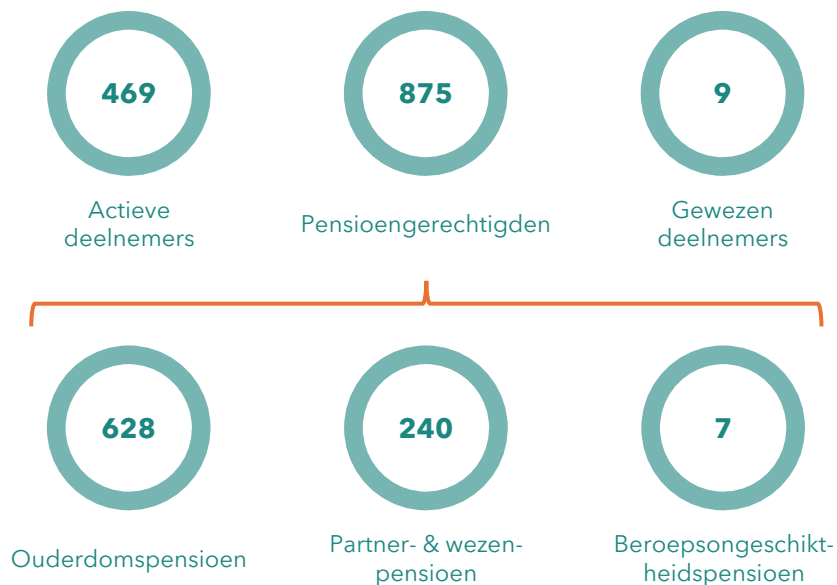 469
875
9
Actieve
deelnemers
Pensioengerechtigden
Gewezen
deelnemers
628
240
7
Ouderdomspensioen
Partner- & wezen-
pensioen
Beroepsongeschikt-
heidspensioen